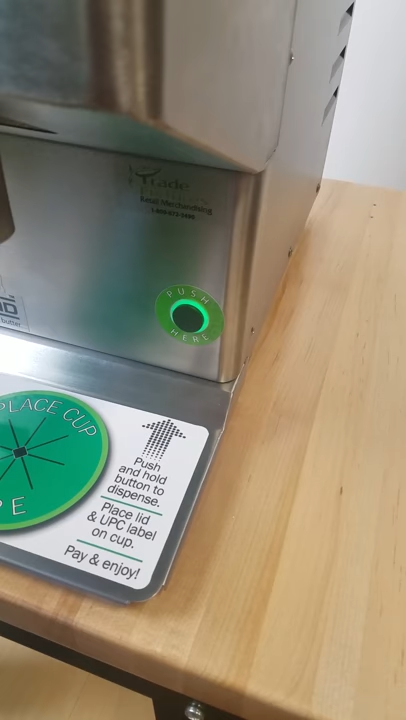 Trade
Retail Merchandising
PUSH
HERE
butter
PLACE CUP
Push
and hold
button to
dispense.
Place lid
& UPC label
on cup.
Pay & enjoy!